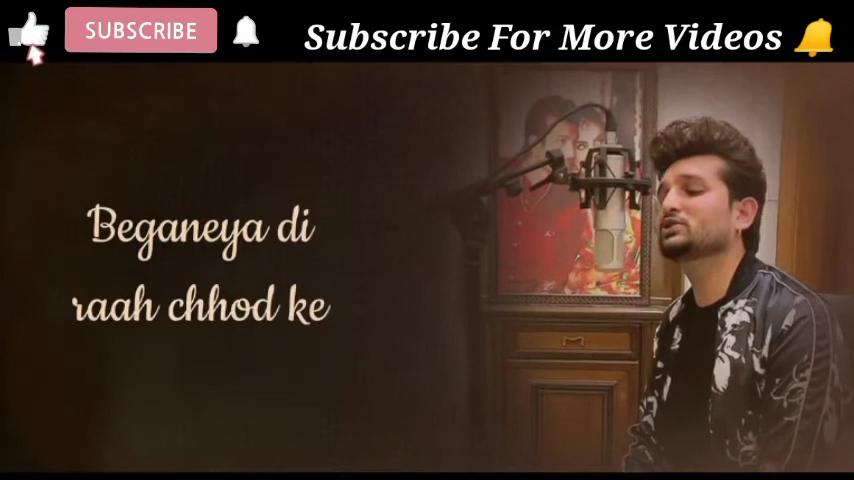 SUBSCRIBE
Subscribe For More Videos
Beganeya di
raah chhod ke